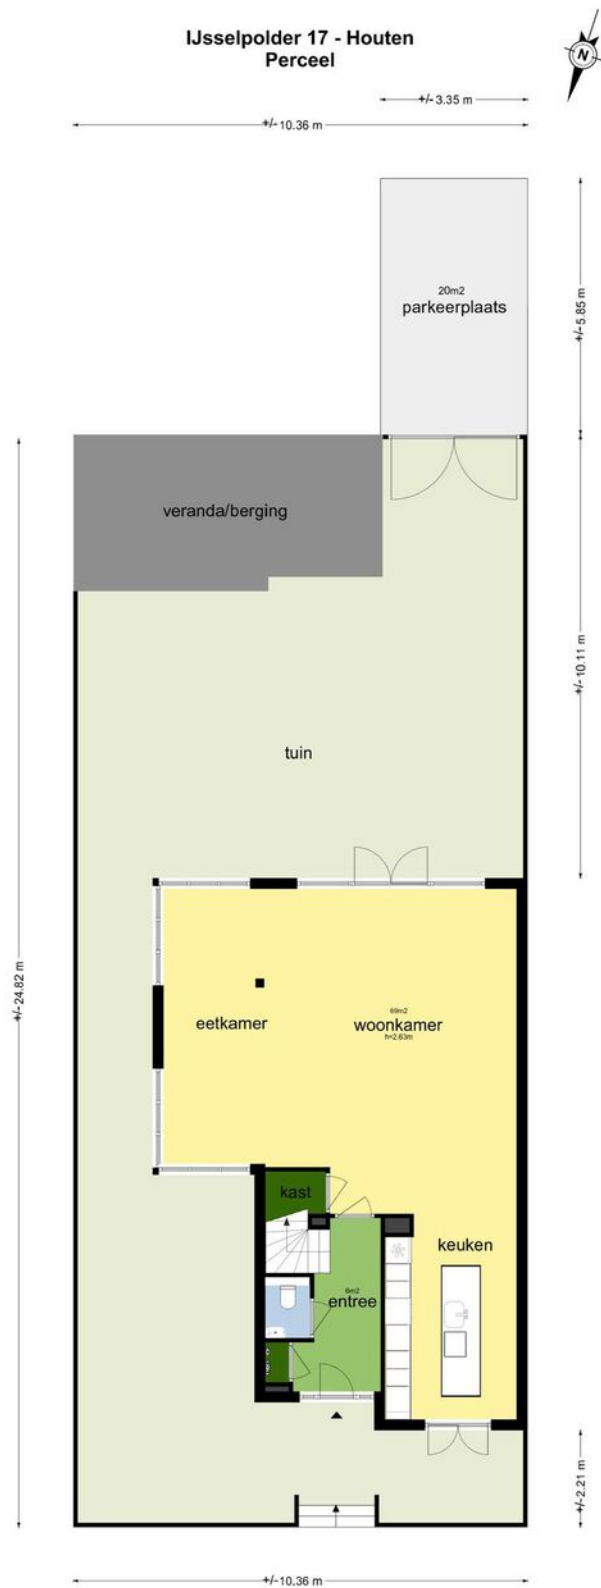 IJsselpolder 17 - Houten
Perceel
N
+/- 3.35 m
+/- 10.36 m
20m2
parkeerplaats
+/- 5.85 m
veranda/berging
+/- 10.11 m
tuin
+/- 24.82 m
eetkamer
69m2
woonkamer
h=2.63m
kast
keuken
6m2
entree
+/- 2.21 m
+/- 10.36 m